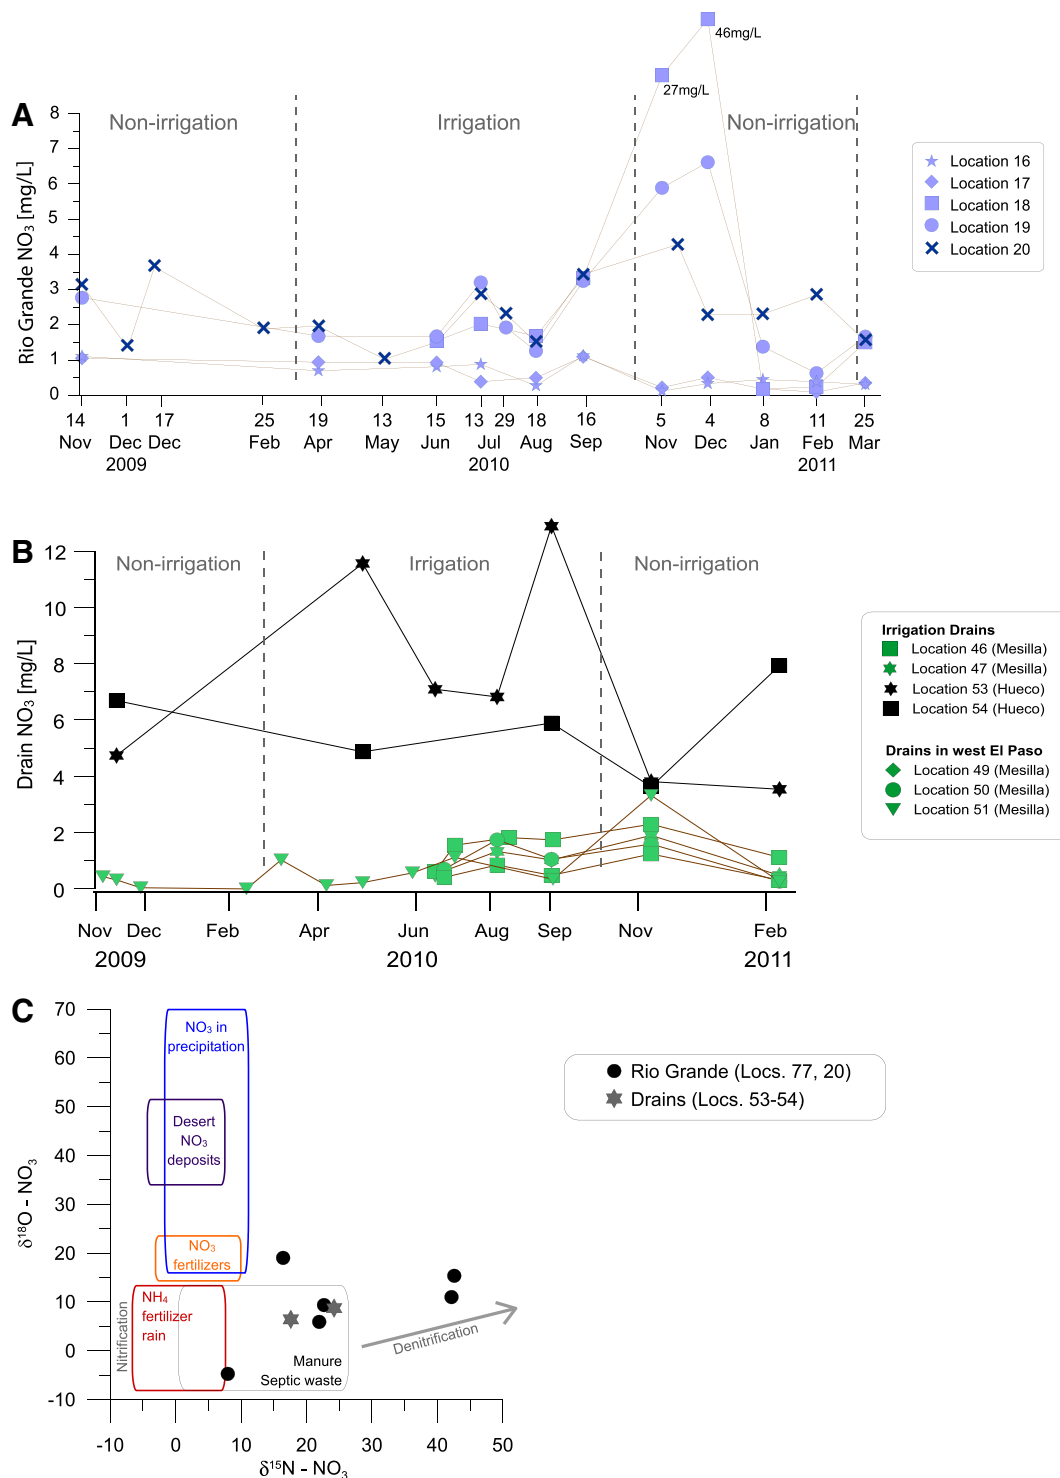 A
Non-irrigation
Irrigation
Non-irrigation
46mg/L
27mg/L
Rio Grande NO₃ [mg/L]
8
7
6
5
4
3
2
1
0
14 1 17 25 19 13 15 13 29 18 16 5 4 8 11 25
Nov Dec Dec Feb Apr May Jun Jul Aug Sep Nov Dec Jan Feb Mar
2009 2010 2011
Location 16
Location 17
Location 18
Location 19
Location 20
B
Non-irrigation
Irrigation
Non-irrigation
Drain NO₃ [mg/L]
12
10
8
6
4
2
0
Nov Dec Feb Apr Jun Aug Sep Nov Feb
2009 2010 2011
Irrigation Drains
Location 46 (Mesilla)
Location 47 (Mesilla)
Location 53 (Hueco)
Location 54 (Hueco)
Drains in west El Paso
Location 49 (Mesilla)
Location 50 (Mesilla)
Location 51 (Mesilla)
C
δ¹⁸O - NO₃
70
60
50
40
30
20
10
0
-10
NO₃ in
precipitation
Desert
NO₃
deposits
NO₃
fertilizers
NH₄
fertilizer
rain
Nitrification
Manure
Septic waste
Denitrification
Rio Grande (Locs. 77, 20)
Drains (Locs. 53-54)
-10 0 10 20 30 40 50
δ¹⁵N - NO₃